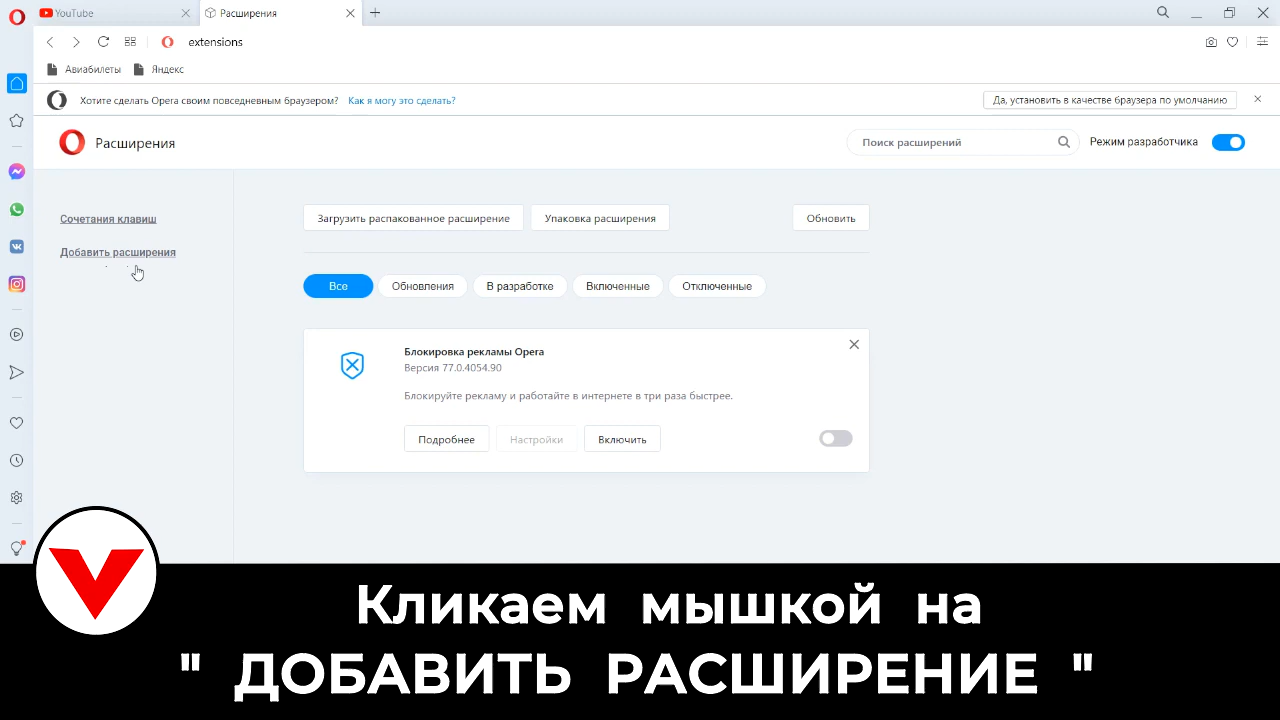 YouTube
Расширения
extensions
Авиабилеты Яндекс
Хотите сделать Opera своим повседневным браузером? Как я могу это сделать? Да, установить в качестве браузера по умолчанию
Расширения
Поиск расширений
Режим разработчика
Сочетания клавиш
Добавить расширения
Загрузить распакованное расширение Упаковка расширения Обновить
Все Обновления В разработке Включенные Отключенные
Блокировка рекламы Opera
Версия 77.0.4054.90
Блокируйте рекламу и работайте в интернете в три раза быстрее.
Подробнее Настройки Включить
Кликаем мышкой на
" ДОБАВИТЬ РАСШИРЕНИЕ "